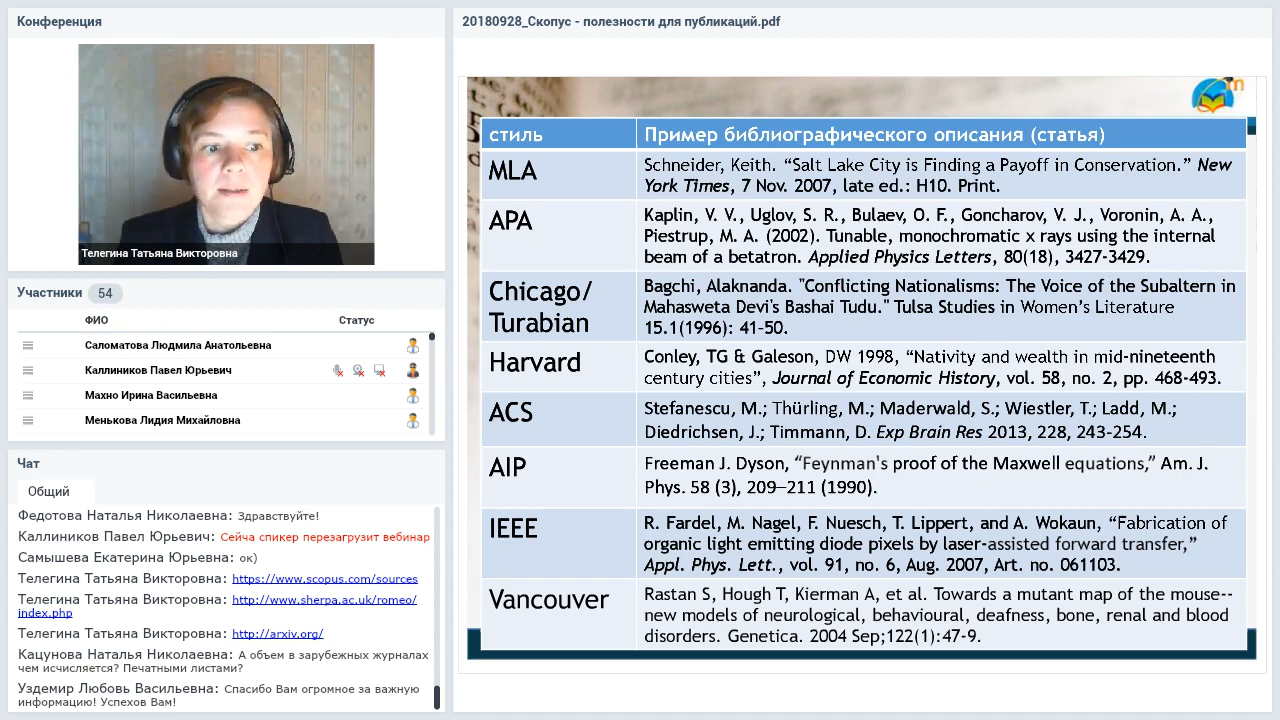 Конференция
Телегина Татьяна Викторовна
Участники 54
ФИО Статус
Саломатова Людмила Анатольевна
Каллиников Павел Юрьевич
Махно Ирина Васильевна
Менькова Лидия Михайловна
Чат
Общий
Федотова Наталья Николаевна: Здравствуйте!
Каллиников Павел Юрьевич: Сейча спикер перезагрузит вебинар
Самышева Екатерина Юрьевна: ок)
Телегина Татьяна Викторовна: https://www.scopus.com/sources
Телегина Татьяна Викторовна: http://www.sherpa.ac.uk/romeo/
index.php
Телегина Татьяна Викторовна: http://arxiv.org/
Кацунова Наталья Николаевна: А объем в зарубежных журналах
чем исчисляется? Печатными листами?
Уздемир Любовь Васильевна: Спасибо Вам огромное за важную
информацию! Успехов Вам!
20180928_Скопус - полезности для публикаций.pdf
стиль Пример библиографического описания (статья)
MLA
Schneider, Keith. “Salt Lake City is Finding a Payoff in Conservation.” New
York Times, 7 Nov. 2007, late ed.: H10. Print.
APA
Kaplin, V. V., Uglov, S. R., Bulaev, O. F., Goncharov, V. J., Voronin, A. A.,
Piestrup, M. A. (2002). Tunable, monochromatic x rays using the internal
beam of a betatron. Applied Physics Letters, 80(18), 3427-3429.
Chicago/
Turabian
Bagchi, Alaknanda. "Conflicting Nationalisms: The Voice of the Subaltern in
Mahasweta Devi's Bashai Tudu." Tulsa Studies in Women’s Literature
15.1(1996): 41-50.
Harvard
Conley, TG & Galeson, DW 1998, “Nativity and wealth in mid-nineteenth
century cities”, Journal of Economic History, vol. 58, no. 2, pp. 468-493.
ACS
Stefanescu, M.; Thürling, M.; Maderwald, S.; Wiestler, T.; Ladd, M.;
Diedrichsen, J.; Timmann, D. Exp Brain Res 2013, 228, 243-254.
AIP
Freeman J. Dyson, “Feynman's proof of the Maxwell equations,” Am. J.
Phys. 58 (3), 209—211 (1990).
IEEE
R. Fardel, M. Nagel, F. Nuesch, T. Lippert, and A. Wokaun, “Fabrication of
organic light emitting diode pixels by laser-assisted forward transfer,”
Appl. Phys. Lett., vol. 91, no. 6, Aug. 2007, Art. no. 061103.
Vancouver
Rastan S, Hough T, Kierman A, et al. Towards a mutant map of the mouse--
new models of neurological, behavioural, deafness, bone, renal and blood
disorders. Genetica. 2004 Sep;122(1):47-9.